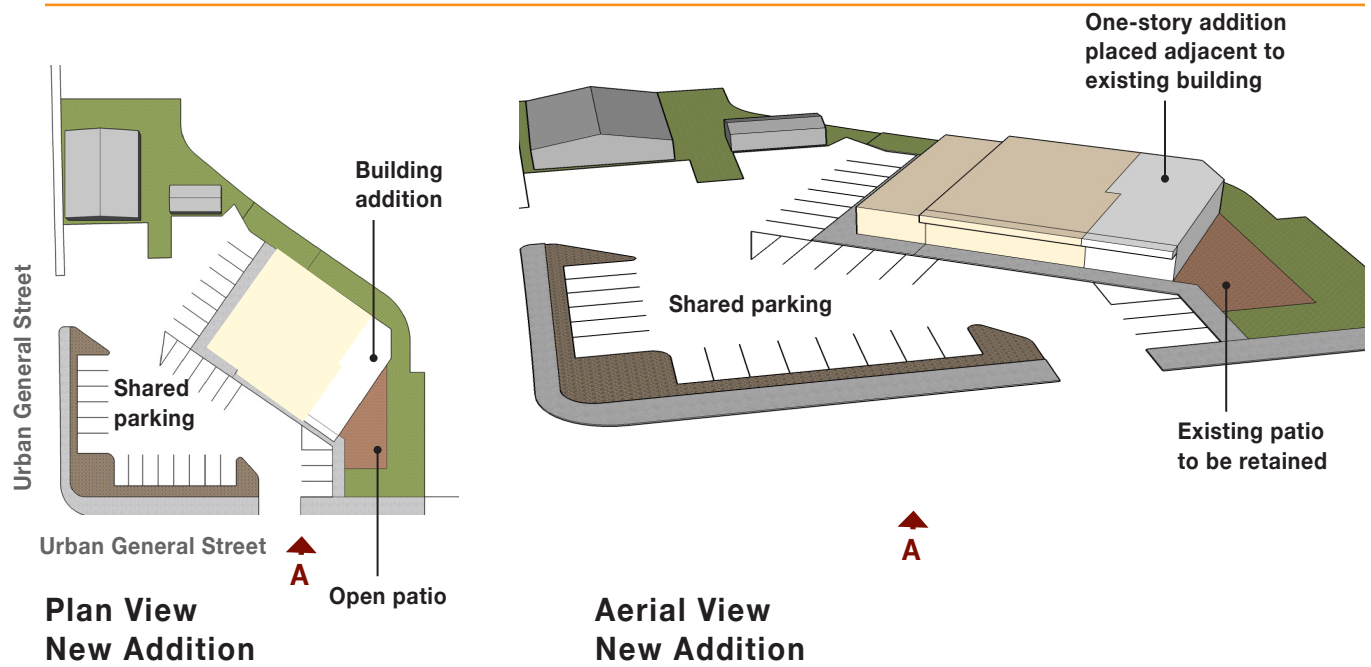 One-story addition
placed adjacent to
existing building
Building
addition
Urban General Street
Shared
parking
Shared parking
Existing patio
to be retained
Urban General Street
A
A
Open patio
Plan View
New Addition
Aerial View
New Addition